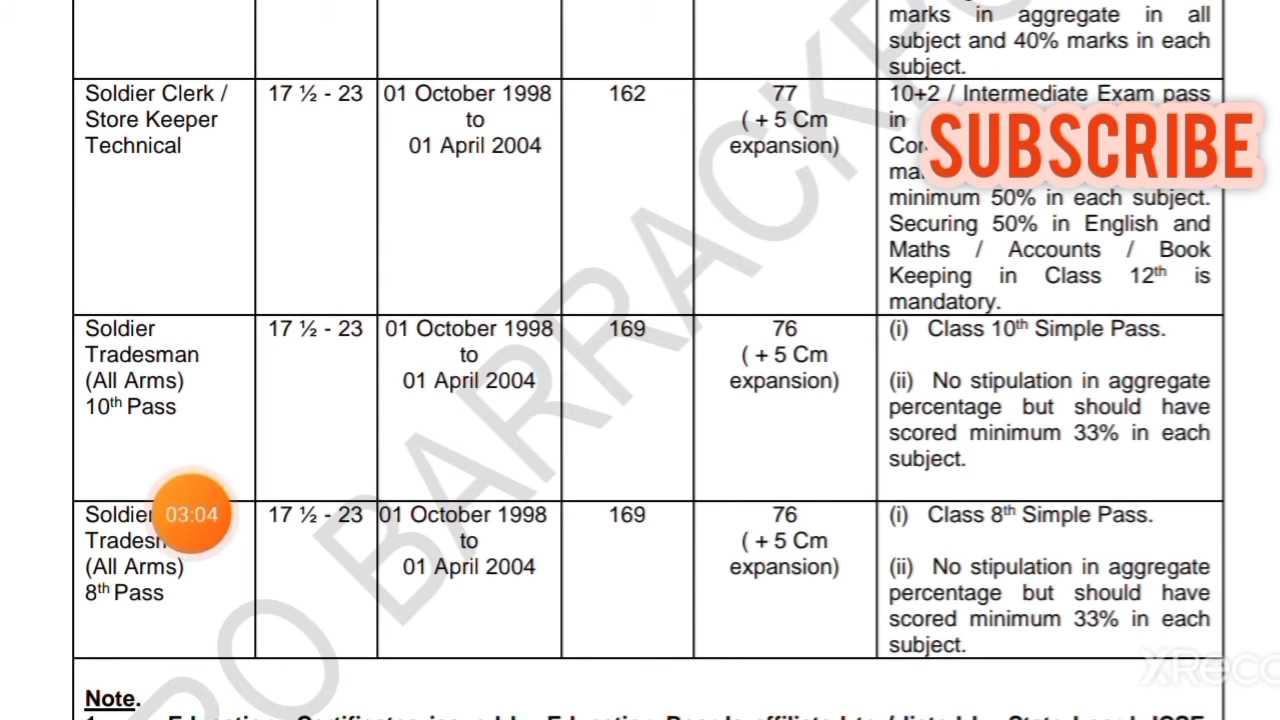 marks in aggregate in all
subject and 40% marks in each
subject.
Soldier Clerk /
Store Keeper
Technical
17 ½ - 23
01 October 1998
to
01 April 2004
162
77
( + 5 Cm
expansion)
10+2 / Intermediate Exam pass
in
minimum 50% in each subject.
Securing 50% in English and
Maths / Accounts / Book
Keeping in Class 12th is
mandatory.
SUBSCRIBE
Soldier
Tradesman
(All Arms)
10th Pass
17 ½ - 23
01 October 1998
to
01 April 2004
169
76
( + 5 Cm
expansion)
(i) Class 10th Simple Pass.
(ii) No stipulation in aggregate
percentage but should have
scored minimum 33% in each
subject.
Soldier
(All Arms)
8th Pass
03:04
17 ½ - 23
01 October 1998
to
01 April 2004
169
76
( + 5 Cm
expansion)
(i) Class 8th Simple Pass.
(ii) No stipulation in aggregate
percentage but should have
scored minimum 33% in each
subject.
Note.
RO BARRACKPO